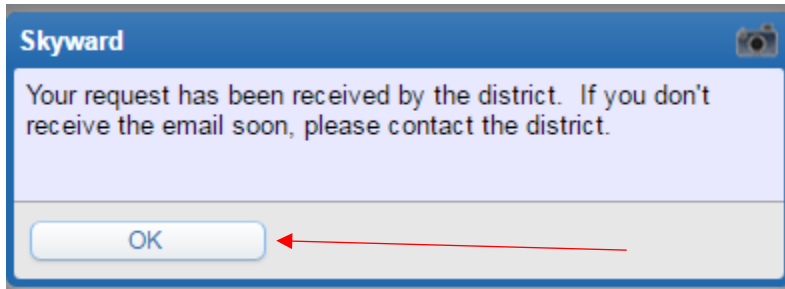 Skyward
Your request has been received by the district.  If you don't
receive the email soon, please contact the district.
OK